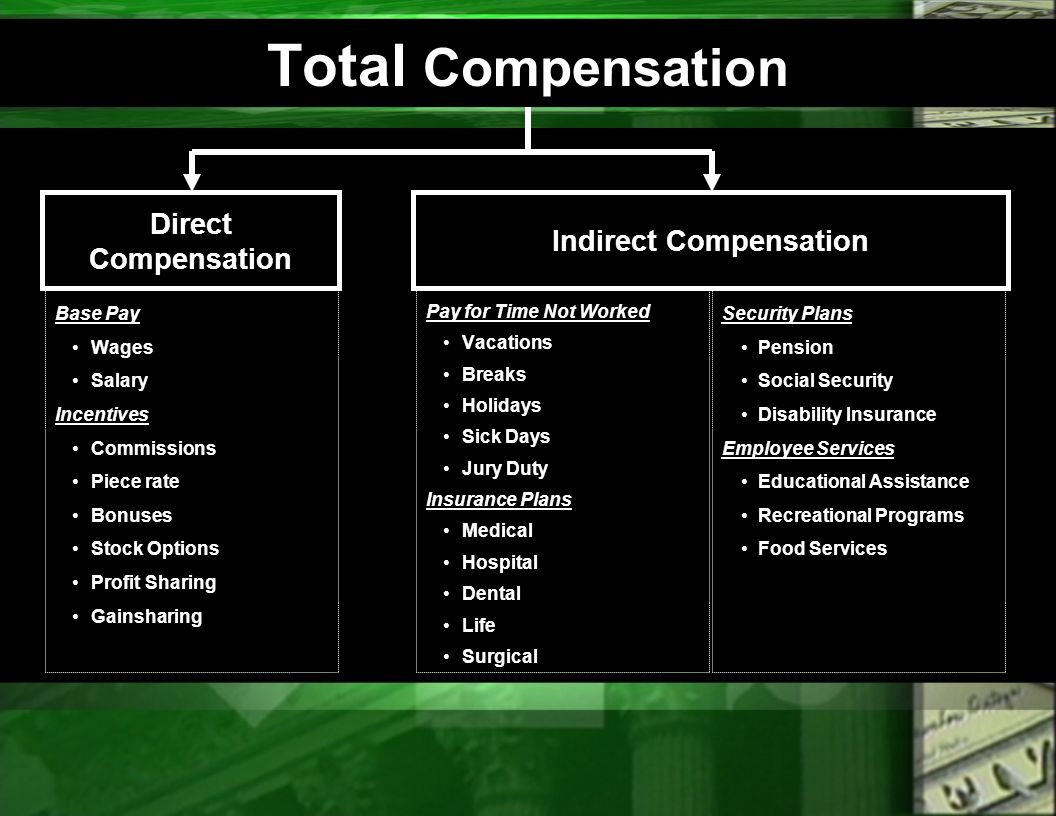 Total Compensation
Direct
Compensation
Base Pay
• Wages
• Salary
Incentives
• Commissions
• Piece rate
• Bonuses
• Stock Options
• Profit Sharing
• Gainsharing
Indirect Compensation
Pay for Time Not Worked
• Vacations
• Breaks
• Holidays
• Sick Days
• Jury Duty
Insurance Plans
• Medical
• Hospital
• Dental
• Life
• Surgical
Security Plans
• Pension
• Social Security
• Disability Insurance
Employee Services
• Educational Assistance
• Recreational Programs
• Food Services